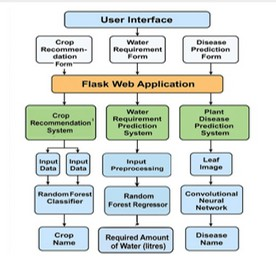 User Interface
Crop
Recommen-
dation
Form
Water
Requirement
Form
Disease
Prediction
Form
Flask Web Application
Crop
Recommendation
System
Water
Requirement
Prediction
System
Plant
Disease
Prediction
System
Input
Data
Input
Data
Input
Preprocessing
Leaf
Image
Random Forest
Classifier
Random
Forest Regressor
Convolutional
Neural
Network
Crop
Name
Required Amount
of Water (litres)
Disease
Name